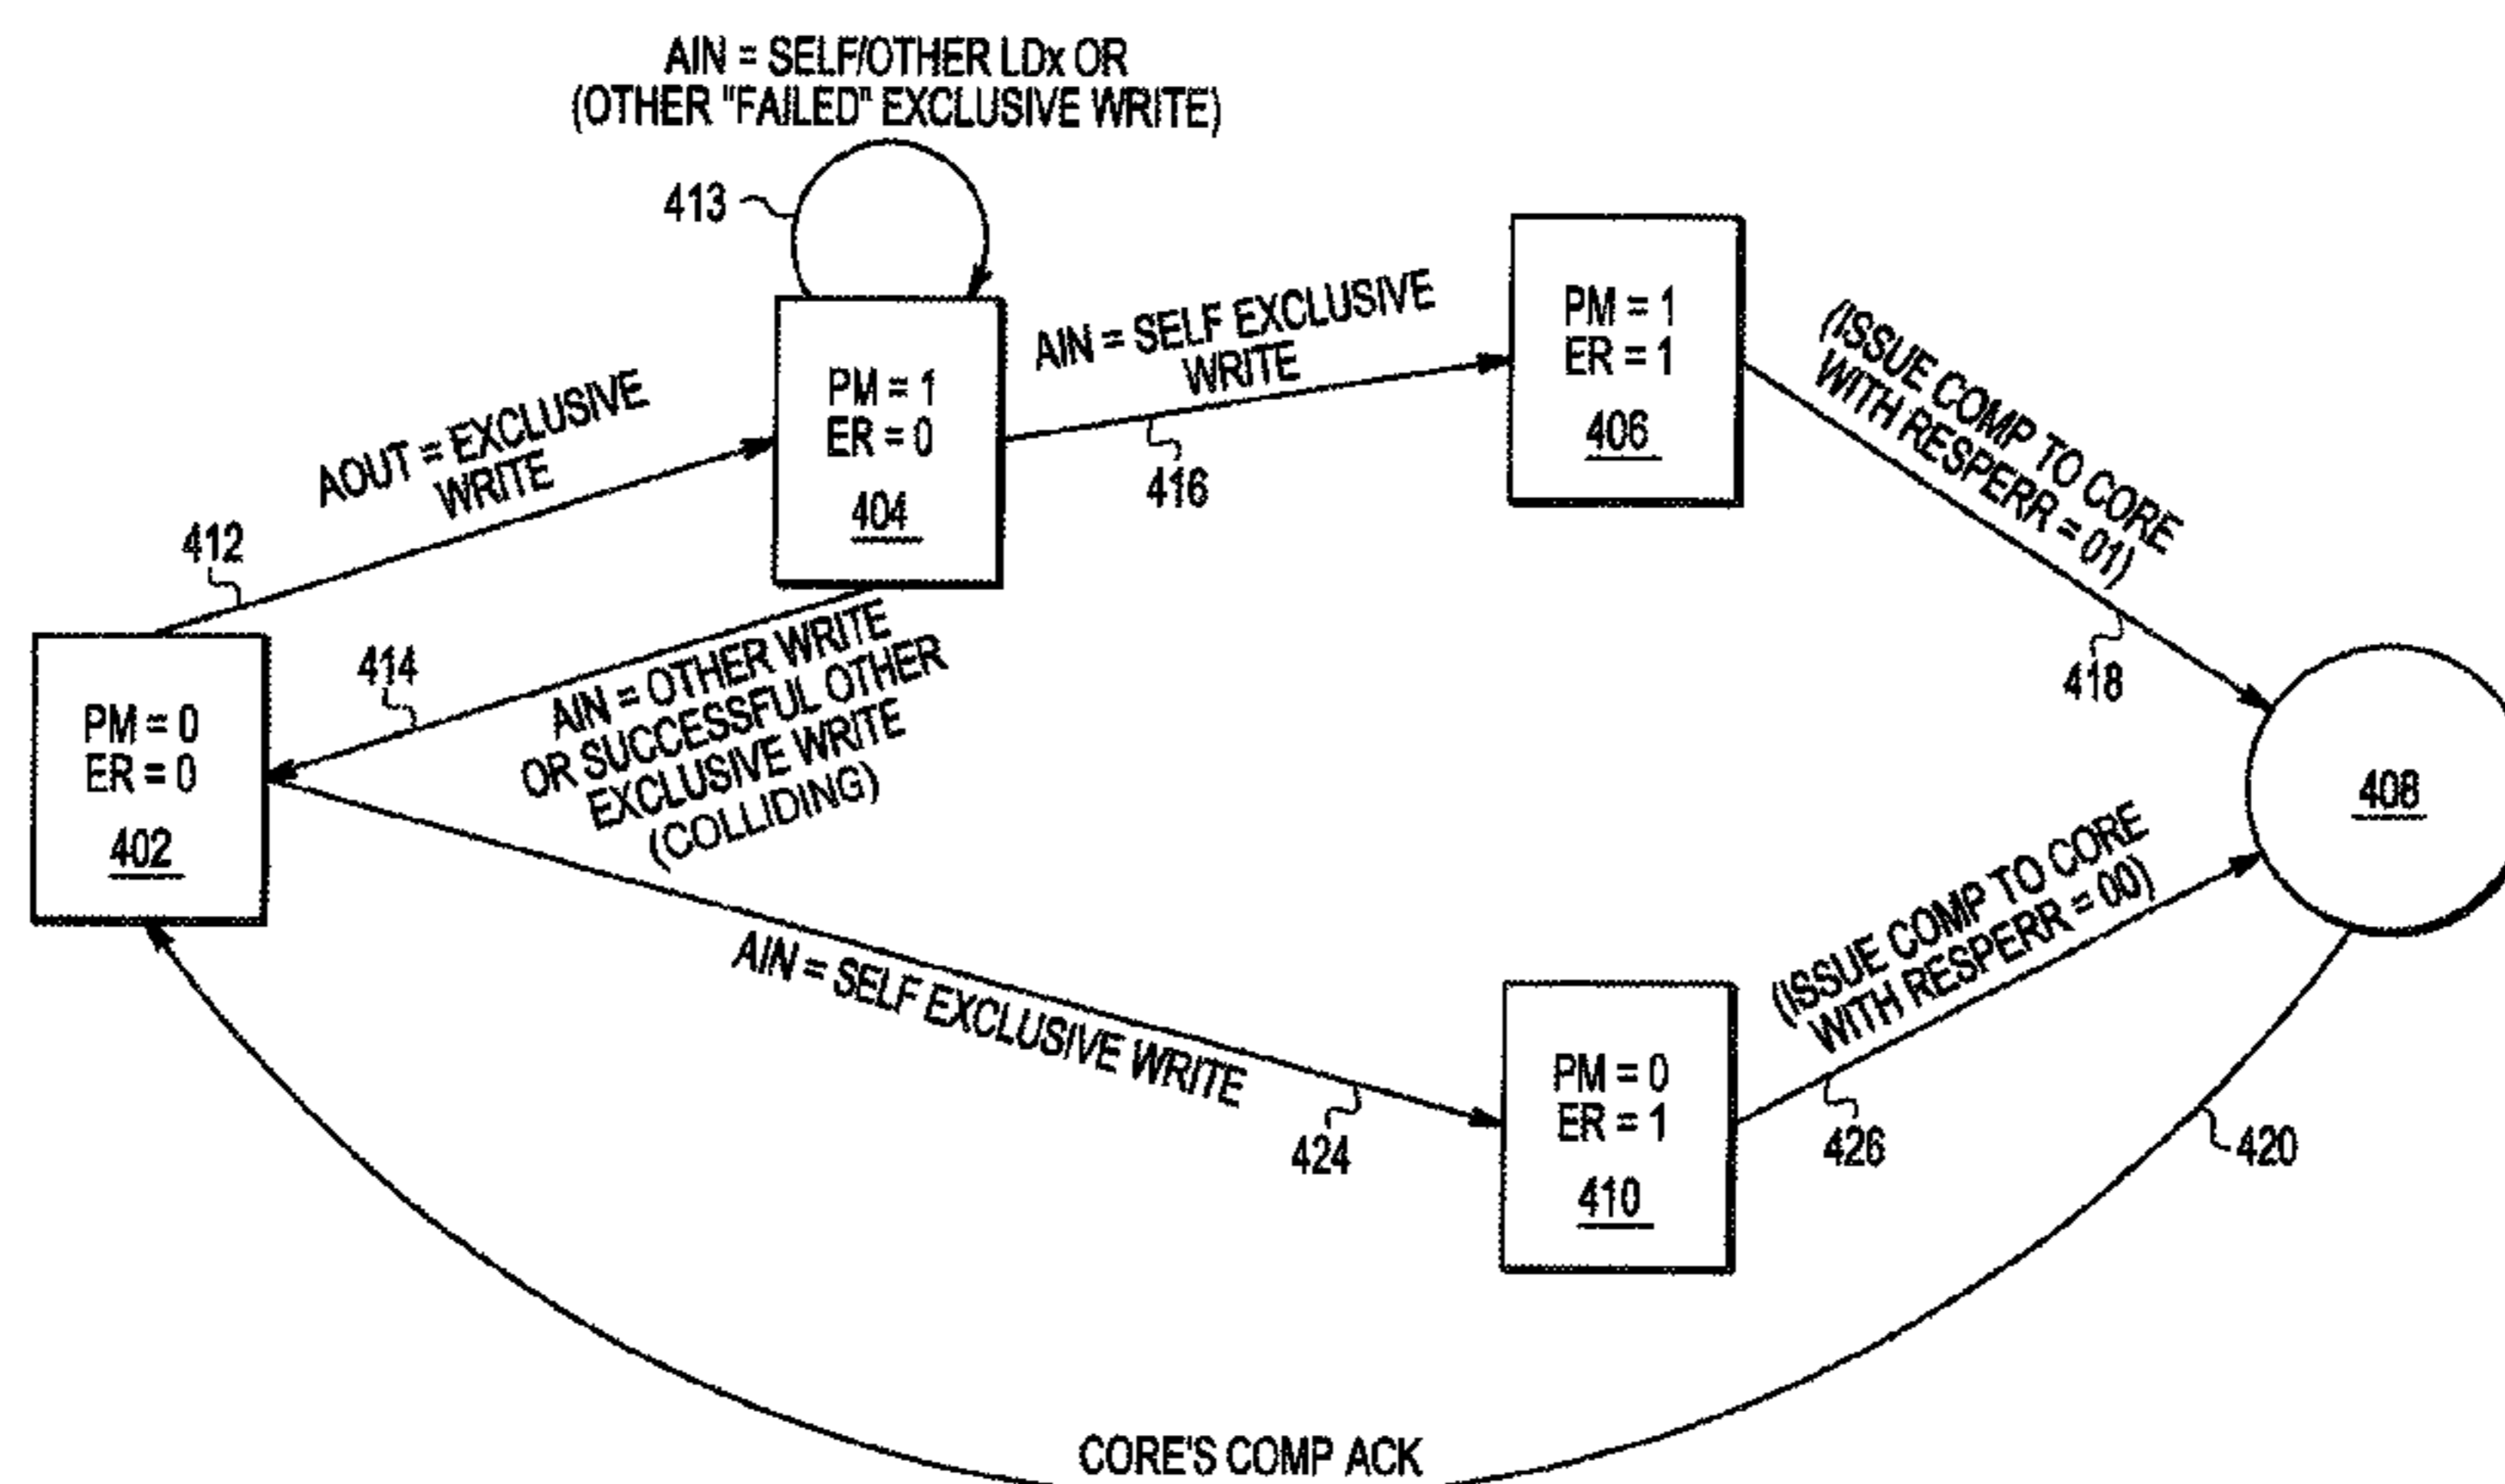 AIN = SELF/OTHER LDx OR
(OTHER "FAILED" EXCLUSIVE WRITE)
413
AOUT = EXCLUSIVE
WRITE
412
PM = 1
ER = 0
404
AIN = SELF EXCLUSIVE
WRITE
416
PM = 1
ER = 1
406
(ISSUE COMP TO CORE
WITH RESPERR = 01)
418
PM = 0
ER = 0
402
414
AIN = OTHER WRITE
OR SUCCESSFUL OTHER
EXCLUSIVE WRITE
(COLLIDING)
408
AIN = SELF EXCLUSIVE WRITE
424
PM = 0
ER = 1
410
(ISSUE COMP TO CORE
WITH RESPERR = 00)
426
420
CORE'S COMP ACK